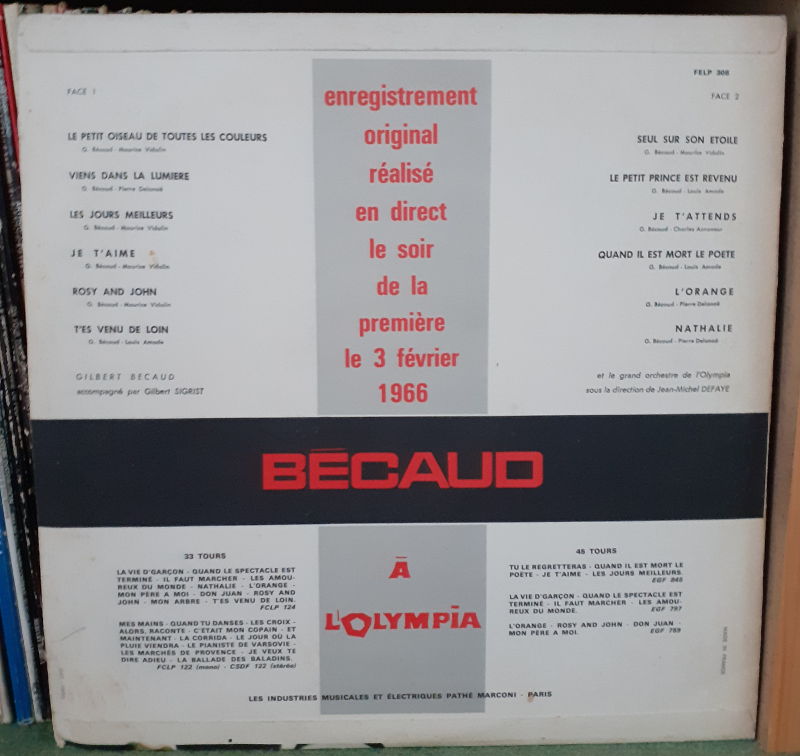 FELP 308
FACE 1
LE PETIT OISEAU DE TOUTES LES COULEURS
G. Bécaud - Maurice Vidalin
VIENS DANS LA LUMIERE
G. Bécaud - Pierre Delanoë
LES JOURS MEILLEURS
G. Bécaud - Maurice Vidalin
JE T'AIME
G. Bécaud - Maurice Vidalin
ROSY AND JOHN
G. Bécaud - Maurice Vidalin
T'ES VENU DE LOIN
G. Bécaud - Louis Amade
GILBERT BECAUD
accompagné par Gilbert SIGRIST
enregistrement
original
réalisé
en direct
le soir
de la
première
le 3 février
1966
FACE 2
SEUL SUR SON ETOILE
G. Bécaud - Maurice Vidalin
LE PETIT PRINCE EST REVENU
G. Bécaud - Louis Amade
JE T'ATTENDS
G. Bécaud - Charles Aznavour
QUAND IL EST MORT LE POETE
G. Bécaud - Louis Amade
L'ORANGE
G. Bécaud - Pierre Delanoë
NATHALIE
G. Bécaud - Pierre Delanoë
et le grand orchestre de l'Olympia
sous la direction de Jean-Michel DEFAYE
BÉCAUD
À
L'OLYMPIA
33 TOURS
LA VIE D'GARÇON - QUAND LE SPECTACLE EST
TERMINÉ - IL FAUT MARCHER - LES AMOU-
REUX DU MONDE - NATHALIE - L'ORANGE -
MON PÈRE A MOI - DON JUAN - ROSY AND
JOHN - MON ARBRE - T'ES VENU DE LOIN.
FCLP 124
MES MAINS - QUAND TU DANSES - LES CROIX -
ALORS, RACONTE - C'ÉTAIT MON COPAIN - ET
MAINTENANT - LA CORRIDA - LE JOUR OÙ LA
PLUIE VIENDRA - LE PIANISTE DE VARSOVIE -
LES MARCHÉS DE PROVENCE - JE VEUX TE
DIRE ADIEU - LA BALLADE DES BALADINS.
FCLP 122 (mono) - CSDF 122 (stéréo)
45 TOURS
TU LE REGRETTERAS - QUAND IL EST MORT LE
POÈTE - JE T'AIME - LES JOURS MEILLEURS.
EGF 845
LA VIE D'GARÇON - QUAND LE SPECTACLE EST
TERMINÉ - IL FAUT MARCHER - LES AMOU-
REUX DU MONDE. EGF 797
L'ORANGE - ROSY AND JOHN - DON JUAN -
MON PÈRE A MOI. EGF 759
MADE IN FRANCE
LES INDUSTRIES MUSICALES ET ÉLECTRIQUES PATHÉ MARCONI - PARIS